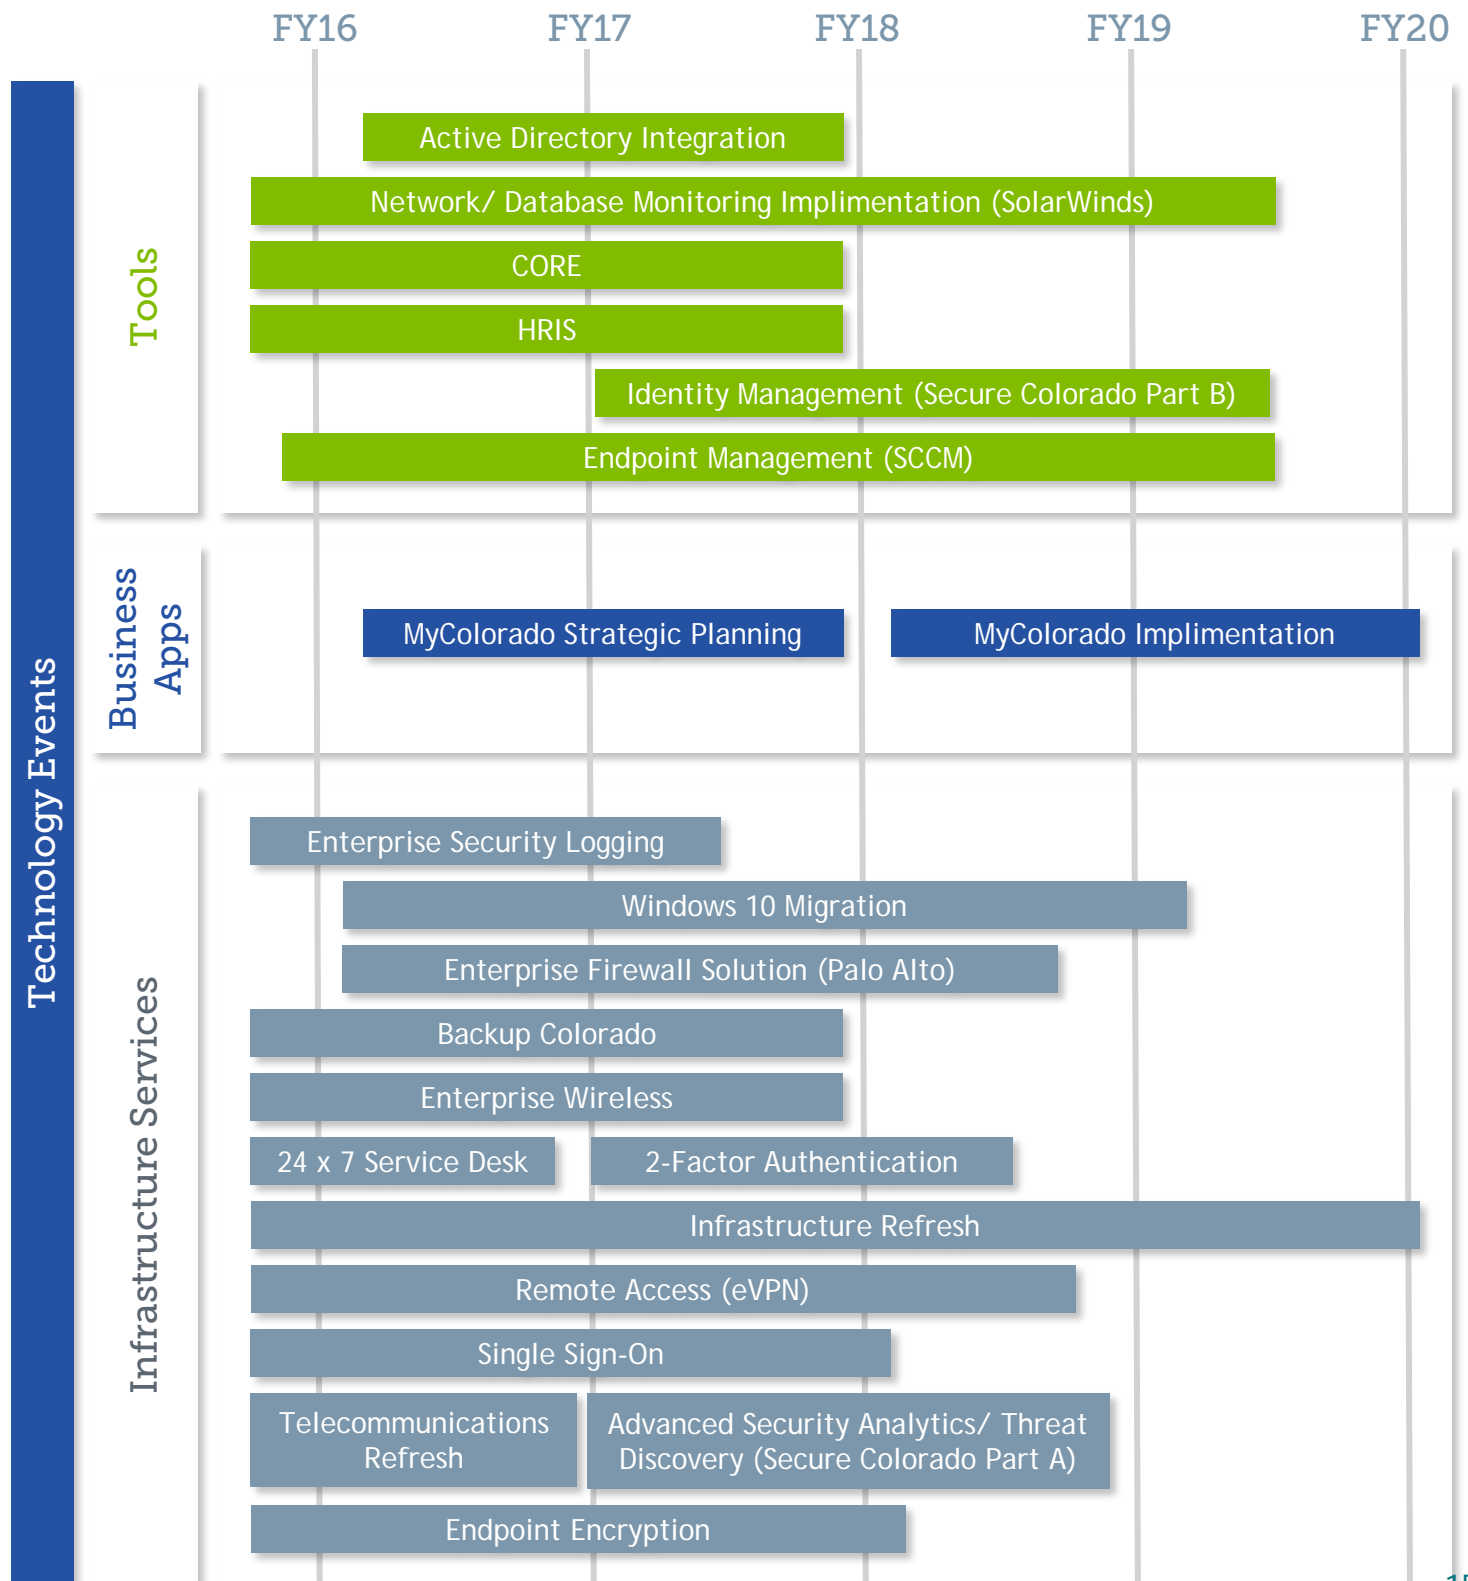 FY16 FY17 FY18 FY19 FY20
Technology Events
Tools
Active Directory Integration
Network/ Database Monitoring Implimentation (SolarWinds)
CORE
HRIS
Identity Management (Secure Colorado Part B)
Endpoint Management (SCCM)
Business
Apps
MyColorado Strategic Planning
MyColorado Implimentation
Infrastructure Services
Enterprise Security Logging
Windows 10 Migration
Enterprise Firewall Solution (Palo Alto)
Backup Colorado
Enterprise Wireless
24 x 7 Service Desk
2-Factor Authentication
Infrastructure Refresh
Remote Access (eVPN)
Single Sign-On
Telecommunications
Refresh
Advanced Security Analytics/ Threat
Discovery (Secure Colorado Part A)
Endpoint Encryption